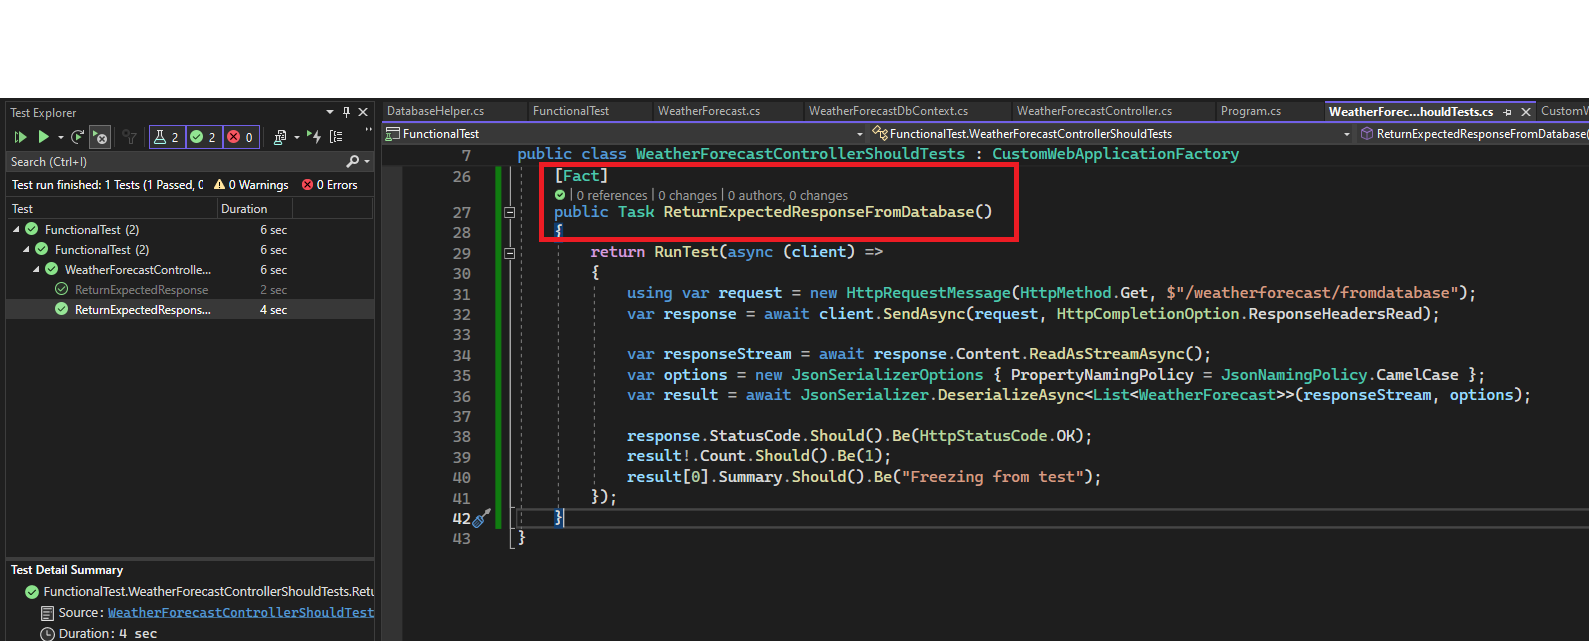 Test Explorer
2 2 0
Search (Ctrl+I)
Test run finished: 1 Tests (1 Passed, 0 0 Warnings 0 Errors
Test Duration
FunctionalTest (2) 6 sec
FunctionalTest (2) 6 sec
WeatherForecastControlle... 6 sec
ReturnExpectedResponse 2 sec
ReturnExpectedRespons... 4 sec
Test Detail Summary
FunctionalTest.WeatherForecastControllerShouldTests.Retu
Source: WeatherForecastControllerShouldTest
Duration: 4 sec
DatabaseHelper.cs FunctionalTest WeatherForecast.cs WeatherForecastDbContext.cs WeatherForecastController.cs Program.cs WeatherForec...houldTests.cs CustomW
FunctionalTest FunctionalTest.WeatherForecastControllerShouldTests ReturnExpectedResponseFromDatabase(
7 public class WeatherForecastControllerShouldTests : CustomWebApplicationFactory
26 [Fact]
| 0 references | 0 changes | 0 authors, 0 changes
27 public Task ReturnExpectedResponseFromDatabase()
28 {
29 return RunTest(async (client) =>
30 {
31 using var request = new HttpRequestMessage(HttpMethod.Get, $"/weatherforecast/fromdatabase");
32 var response = await client.SendAsync(request, HttpCompletionOption.ResponseHeadersRead);
33
34 var responseStream = await response.Content.ReadAsStreamAsync();
35 var options = new JsonSerializerOptions { PropertyNamingPolicy = JsonNamingPolicy.CamelCase };
36 var result = await JsonSerializer.DeserializeAsync<List<WeatherForecast>>(responseStream, options);
37
38 response.StatusCode.Should().Be(HttpStatusCode.OK);
39 result!.Count.Should().Be(1);
40 result[0].Summary.Should().Be("Freezing from test");
41 });
42 }
43 }